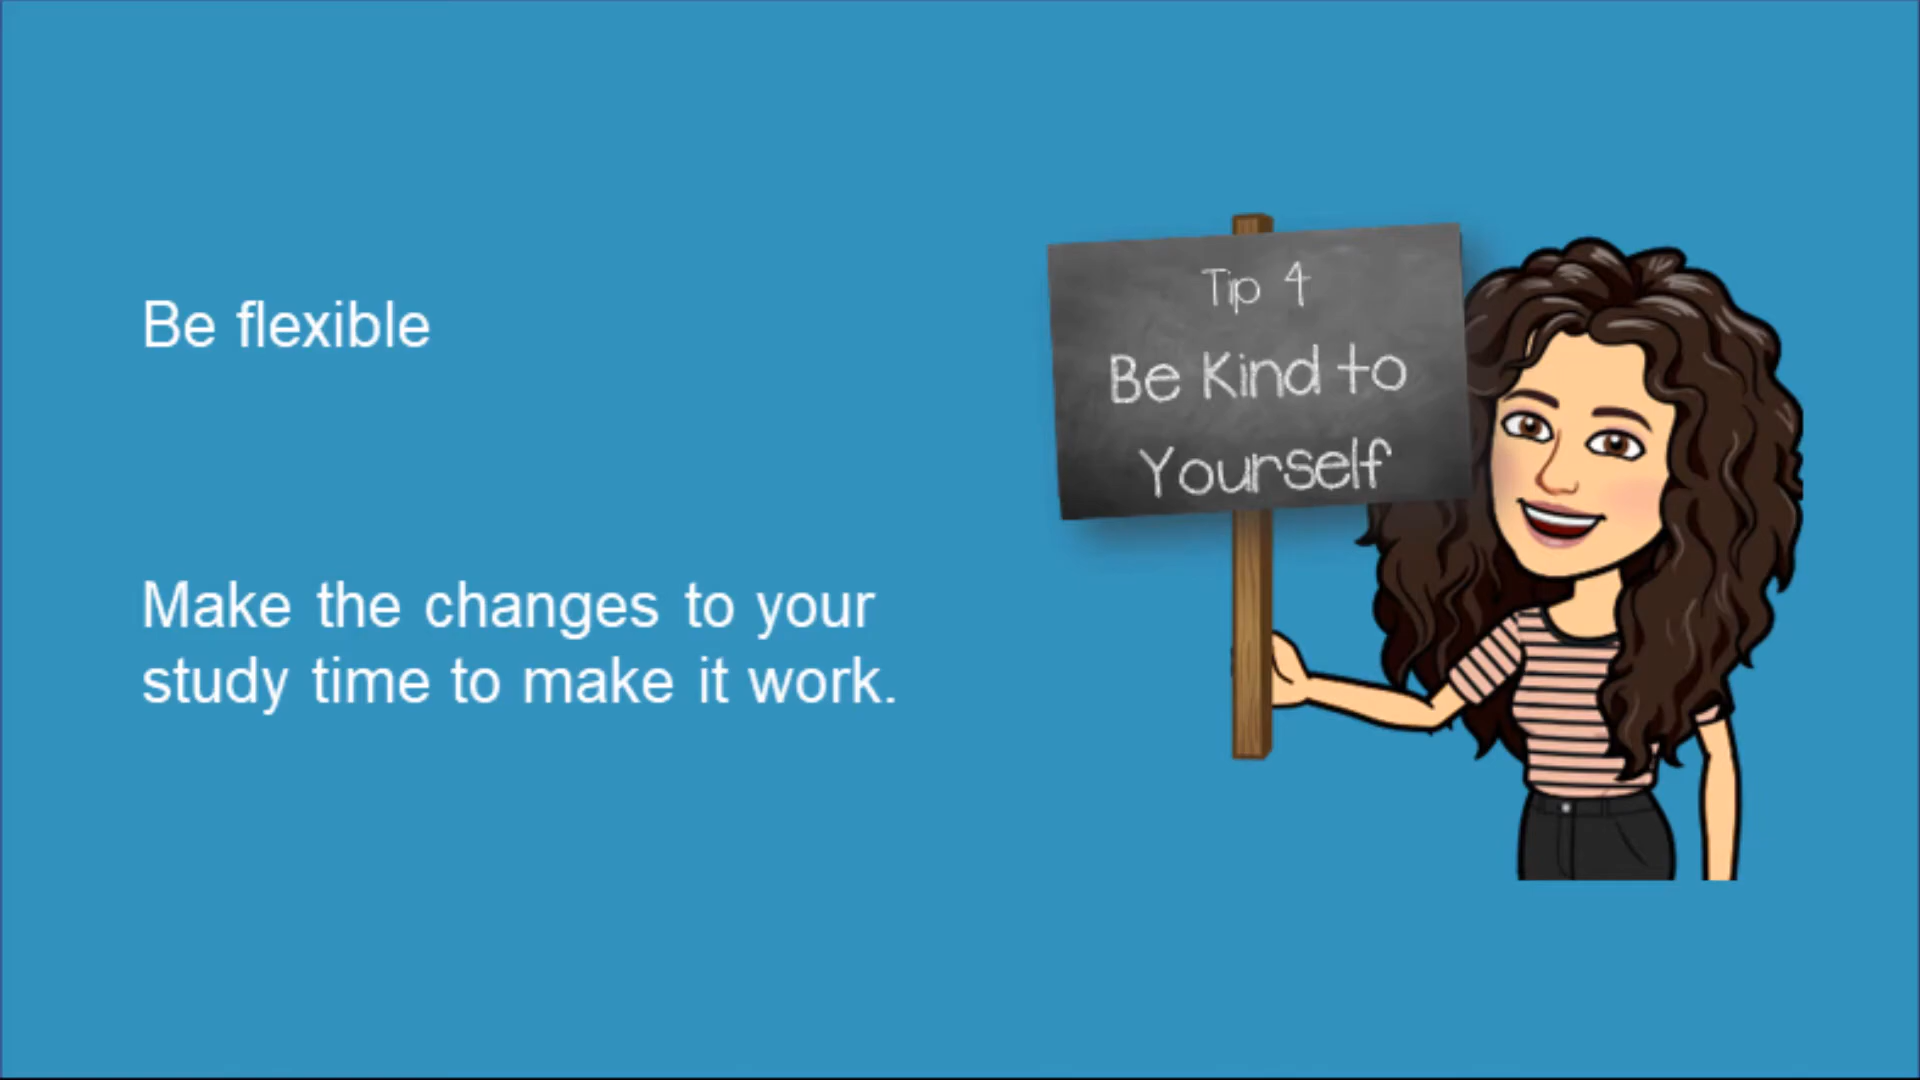 Be flexible
Make the changes to your
study time to make it work.
Tip 4
Be Kind to
Yourself